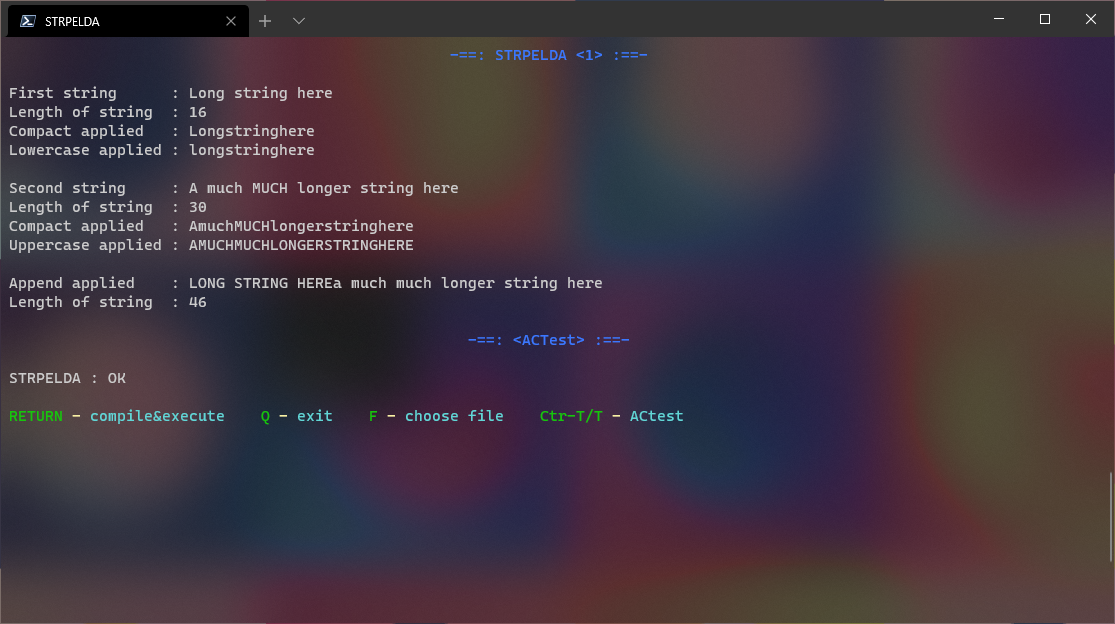 STRPELDA
-==: STRPELDA <1> :==-
First string      : Long string here
Length of string  : 16
Compact applied   : Longstringhere
Lowercase applied : longstringhere
Second string     : A much MUCH longer string here
Length of string  : 30
Compact applied   : AmuchMUCHlongerstringhere
Uppercase applied : AMUCHMUCHLONGERSTRINGHERE
Append applied    : LONG STRING HEREa much much longer string here
Length of string  : 46
-==: <ACTest> :==-
STRPELDA : OK
RETURN - compile&execute    Q - exit    F - choose file    Ctr-T/T - ACtest